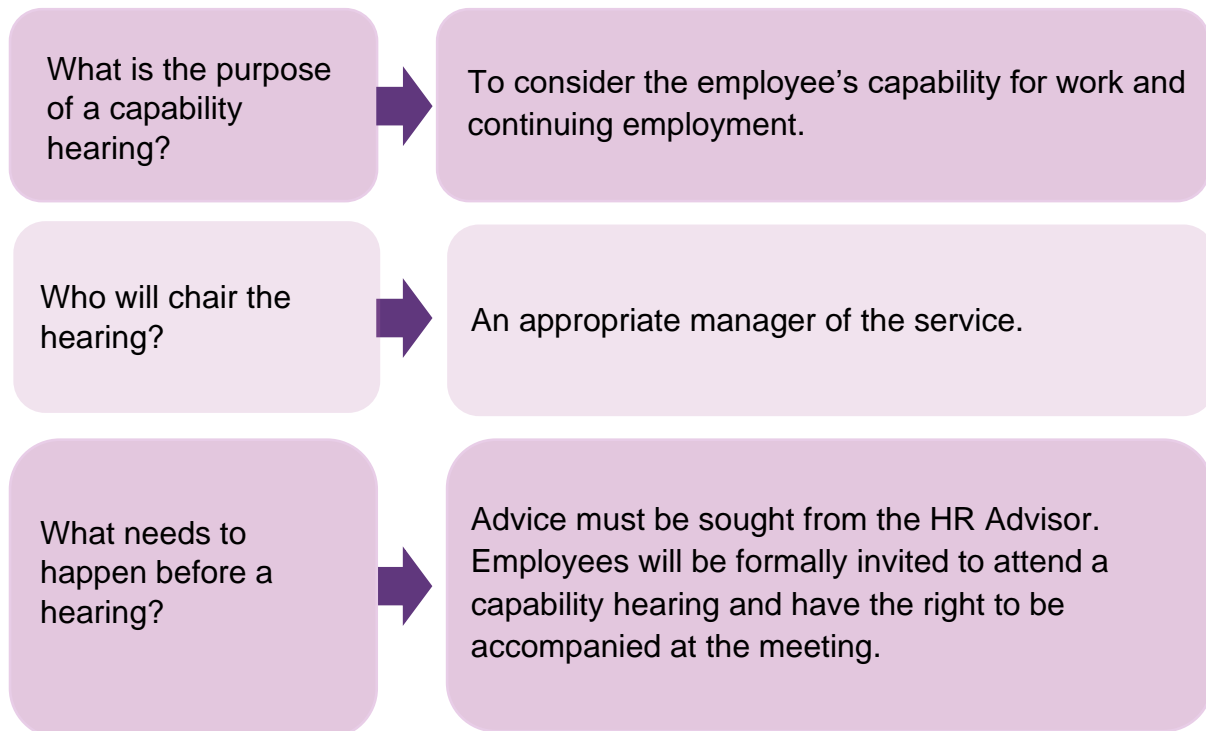 What is the purpose
of a capability
hearing?
To consider the employee’s capability for work and
continuing employment.
Who will chair the
hearing?
An appropriate manager of the service.
What needs to
happen before a
hearing?
Advice must be sought from the HR Advisor.
Employees will be formally invited to attend a
capability hearing and have the right to be
accompanied at the meeting.